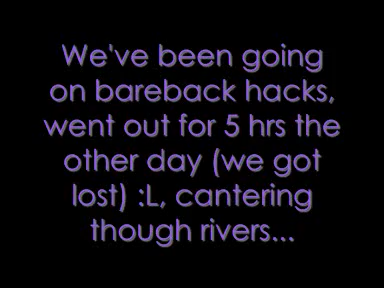 We've been going
on bareback hacks,
went out for 5 hrs the
other day (we got
lost) :L, cantering
though rivers...